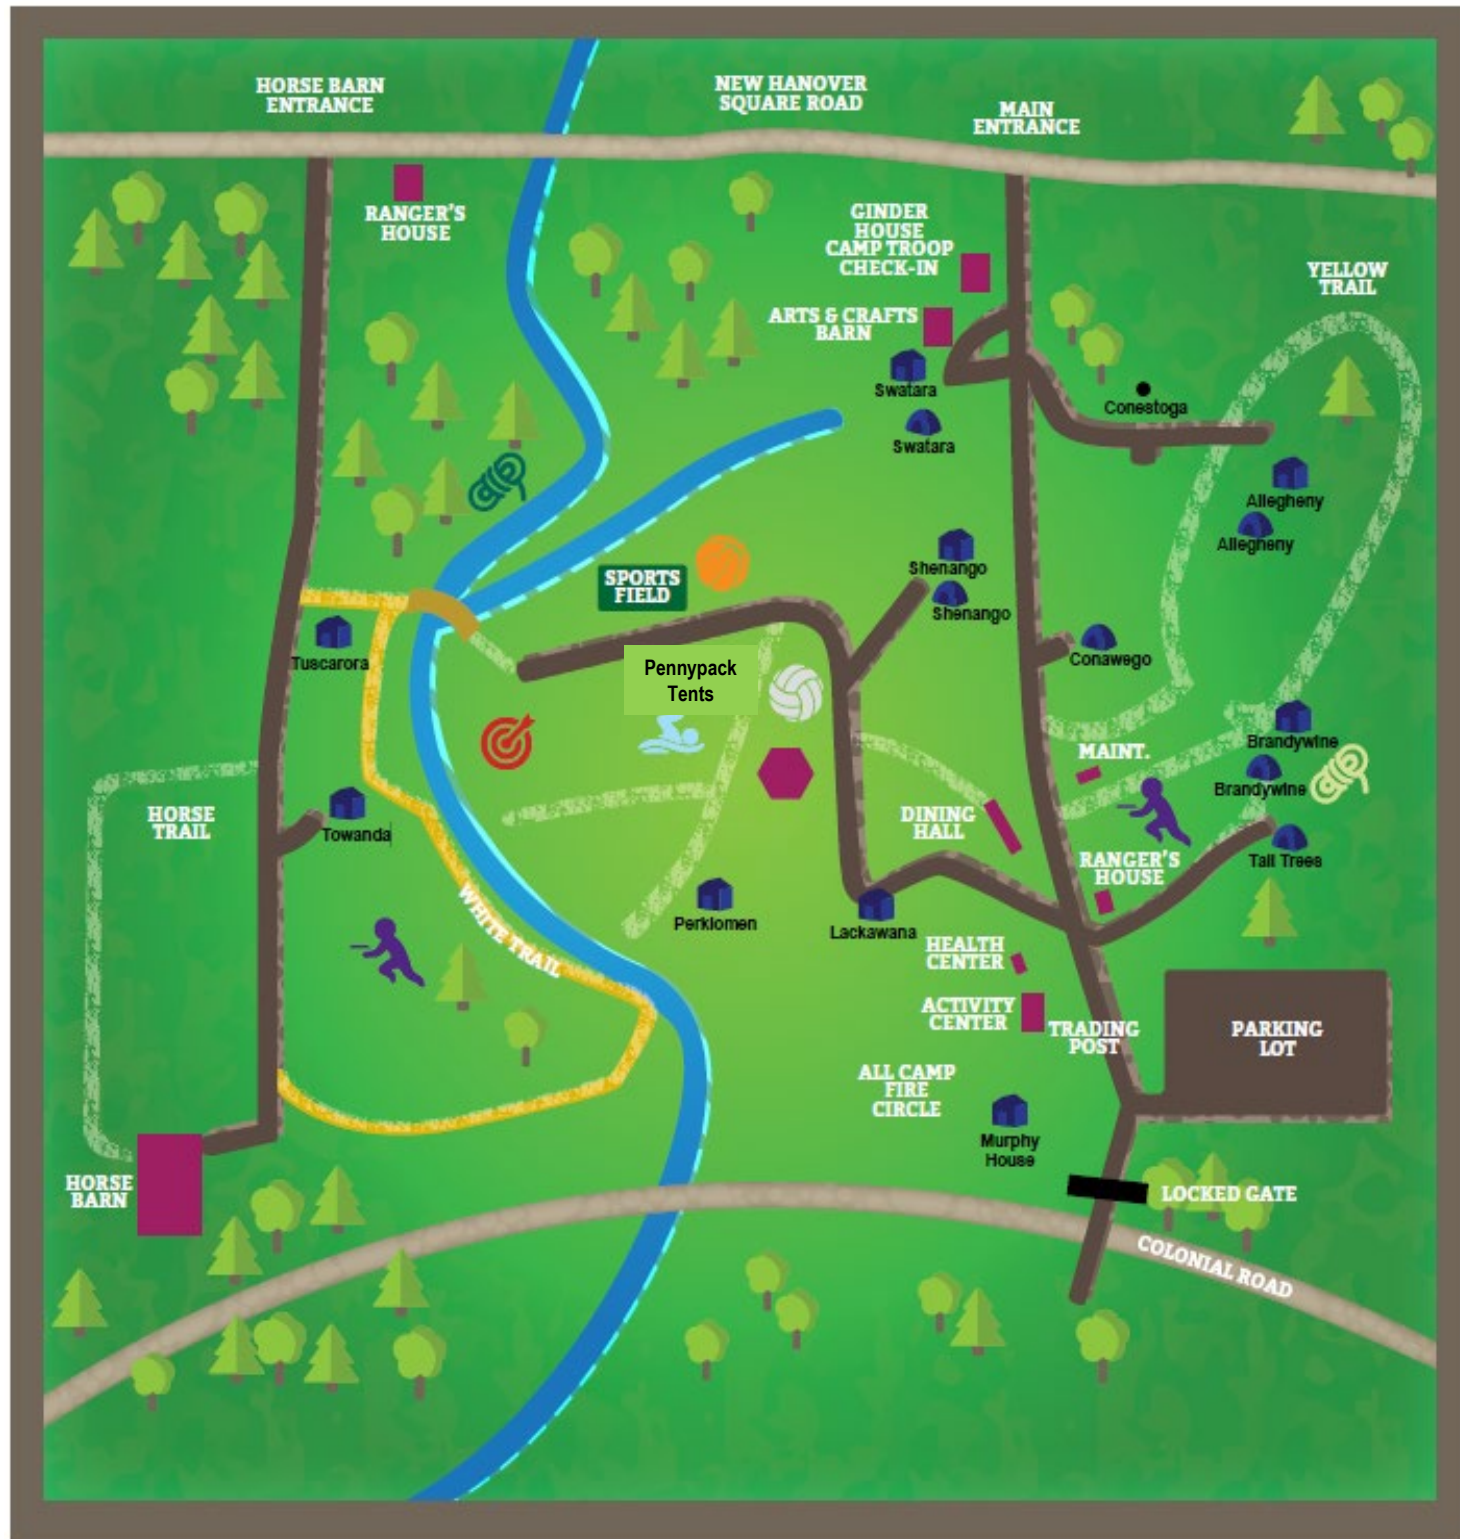 HORSE BARN
ENTRANCE
NEW HANOVER
SQUARE ROAD
MAIN
ENTRANCE
RANGER'S
HOUSE
GINDER
HOUSE
CAMP TROOP
CHECK-IN
YELLOW
TRAIL
ARTS & CRAFTS
BARN
Swatara
Conestoga
Swatara
Allegheny
Allegheny
Shenango
SPORTS
FIELD
Shenango
Tuscarora
Conawego
Pennypack
Tents
Brandywine
MAINT.
Brandywine
HORSE
TRAIL
Towanda
DINING
HALL
Tall Trees
RANGER'S
HOUSE
WHITE TRAIL
Perkiomen
Lackawana
HEALTH
CENTER
ACTIVITY
CENTER
TRADING
POST
PARKING
LOT
ALL CAMP
FIRE
CIRCLE
Murphy
House
HORSE
BARN
LOCKED GATE
COLONIAL ROAD